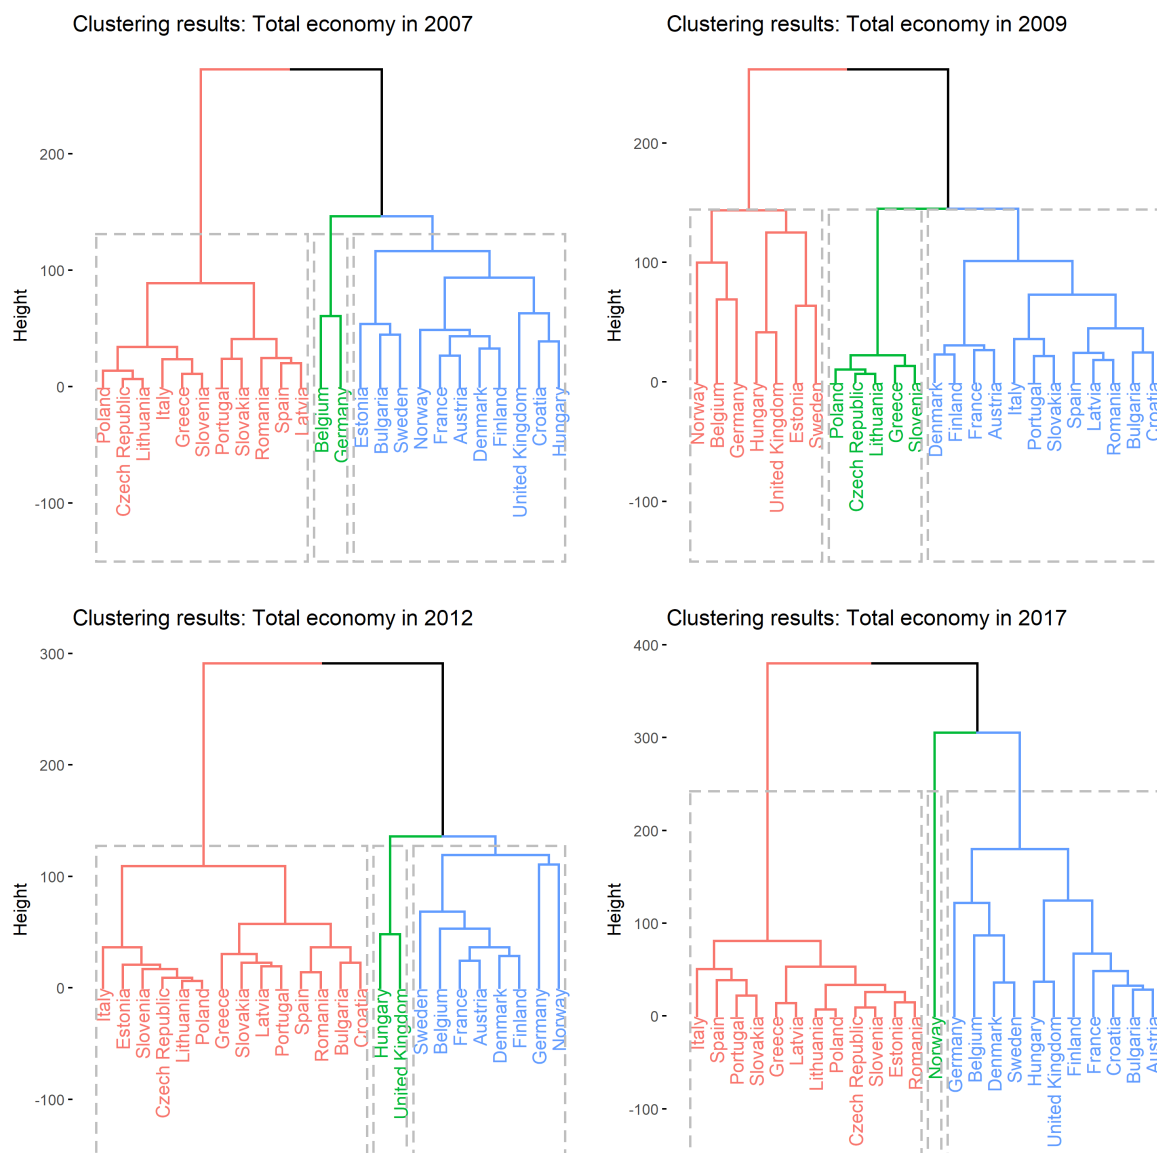 Clustering results: Total economy in 2007
200
100
0
-100
Height
Poland
Czech Republic
Lithuania
Italy
Greece
Slovenia
Portugal
Slovakia
Romania
Spain
Latvia
Belgium
Germany
Estonia
Bulgaria
Sweden
Norway
France
Austria
Denmark
Finland
United Kingdom
Croatia
Hungary
Clustering results: Total economy in 2009
200
100
0
-100
Height
Norway
Belgium
Germany
Hungary
United Kingdom
Estonia
Sweden
Poland
Czech Republic
Lithuania
Greece
Slovenia
Denmark
Finland
France
Austria
Italy
Portugal
Slovakia
Spain
Latvia
Romania
Bulgaria
Croatia
Clustering results: Total economy in 2012
300
200
100
0
-100
Height
Italy
Estonia
Slovenia
Czech Republic
Lithuania
Poland
Greece
Slovakia
Latvia
Portugal
Spain
Romania
Bulgaria
Croatia
Hungary
United Kingdom
Sweden
Belgium
France
Austria
Denmark
Finland
Germany
Norway
Clustering results: Total economy in 2017
400
300
200
100
0
-100
Height
Italy
Spain
Portugal
Slovakia
Greece
Latvia
Lithuania
Poland
Czech Republic
Slovenia
Estonia
Romania
Norway
Germany
Belgium
Denmark
Sweden
Hungary
United Kingdom
Finland
France
Croatia
Bulgaria
Austria